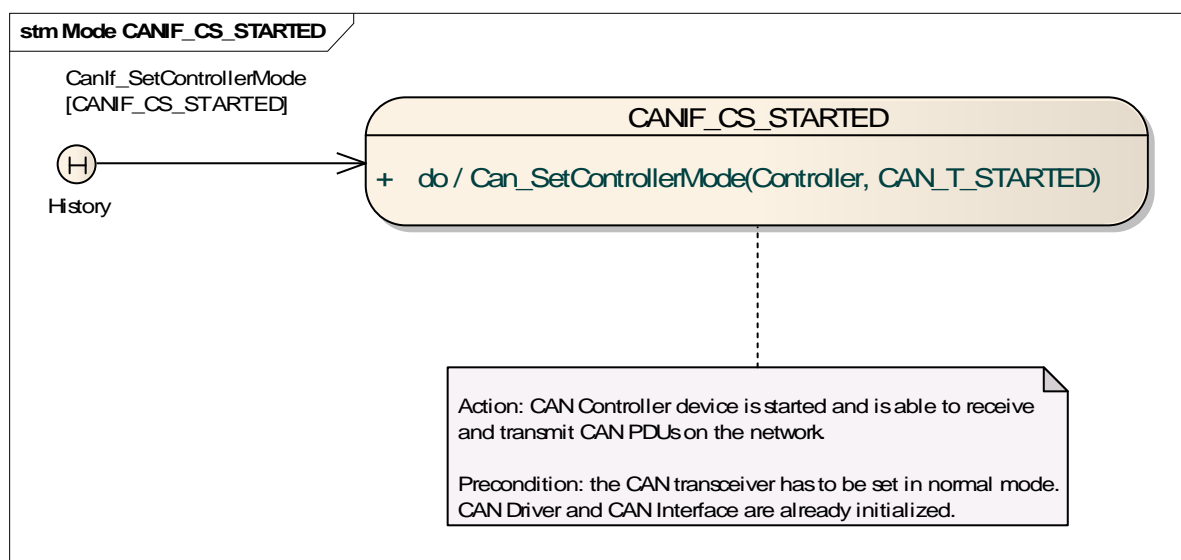 stm Mode CANIF_CS_STARTED
CanIf_SetControllerMode
[CANIF_CS_STARTED]
H
History
CANIF_CS_STARTED
+ do / Can_SetControllerMode(Controller, CAN_T_STARTED)
Action: CAN Controller device is started and is able to receive
and transmit CAN PDUs on the network.
Precondition: the CAN transceiver has to be set in normal mode.
CAN Driver and CAN Interface are already initialized.